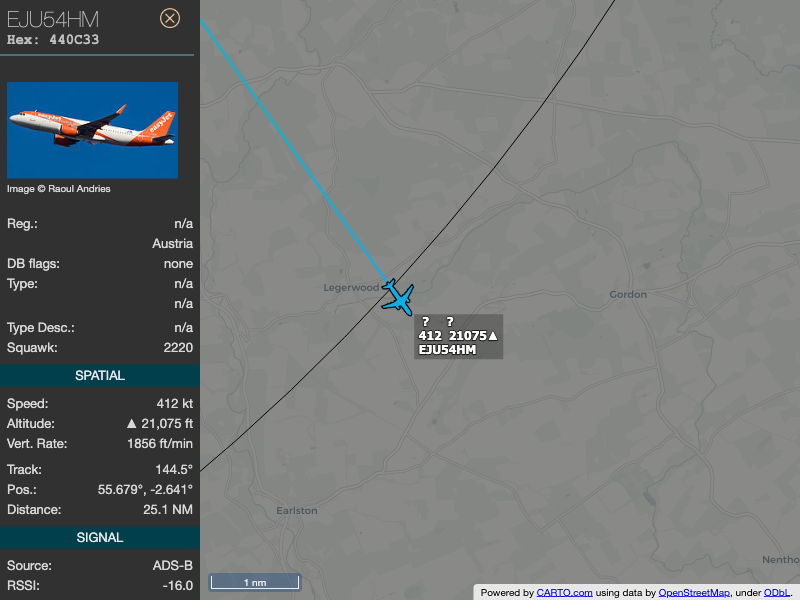 EJU54HM
Hex: 440C33
easyJet
easyJet
Image © Raoul Andries
Reg.: n/a
Austria
DB flags: none
Type: n/a
n/a
Type Desc.: n/a
Squawk: 2220
SPATIAL
Speed: 412 kt
Altitude: ▲ 21,075 ft
Vert. Rate: 1856 ft/min
Track: 144.5°
Pos.: 55.679°, -2.641°
Distance: 25.1 NM
SIGNAL
Source: ADS-B
RSSI: -16.0
Legerwood
Gordon
? ?
412 21075▲
EJU54HM
Earlston
Nentho
1 nm
Powered by CARTO.com using data by OpenStreetMap, under ODbL.